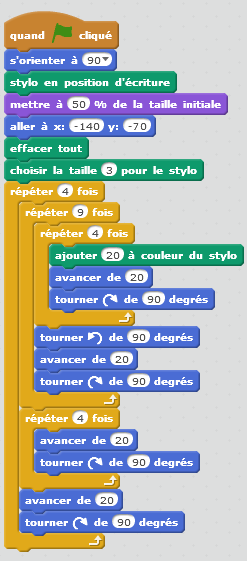 quand cliqué
s'orienter à 90
stylo en position d'écriture
mettre à 50 % de la taille initiale
aller à x: -140 y: -70
effacer tout
choisir la taille 3 pour le stylo
répéter 4 fois
répéter 9 fois
répéter 4 fois
ajouter 20 à couleur du stylo
avancer de 20
tourner de 90 degrés
tourner de 90 degrés
avancer de 20
tourner de 90 degrés
répéter 4 fois
avancer de 20
tourner de 90 degrés
avancer de 20
tourner de 90 degrés